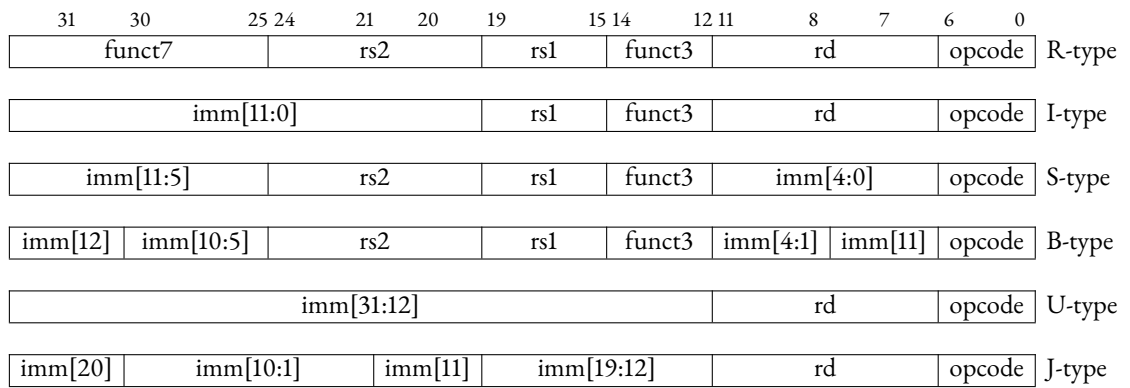 31 30 25 24 21 20 19 15 14 12 11 8 7 6 0
funct7 rs2 rs1 funct3 rd opcode R-type
imm[11:0] rs1 funct3 rd opcode I-type
imm[11:5] rs2 rs1 funct3 imm[4:0] opcode S-type
imm[12] imm[10:5] rs2 rs1 funct3 imm[4:1] imm[11] opcode B-type
imm[31:12] rd opcode U-type
imm[20] imm[10:1] imm[11] imm[19:12] rd opcode J-type